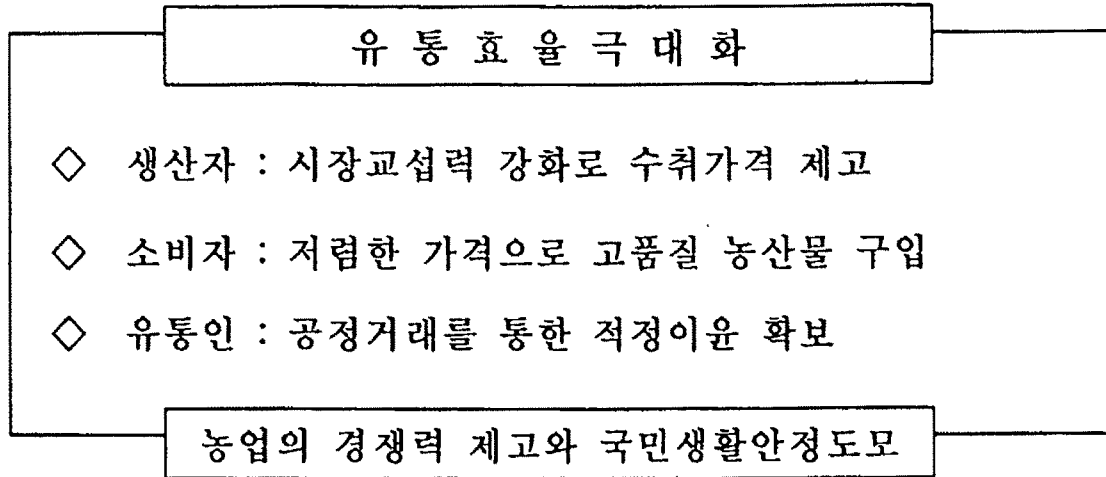 유 통 효 율 극 대 화
◇ 생산자 : 시장교섭력 강화로 수취가격 제고
◇ 소비자 : 저렴한 가격으로 고품질 농산물 구입
◇ 유통인 : 공정거래를 통한 적정이윤 확보
농업의 경쟁력 제고와 국민생활안정도모